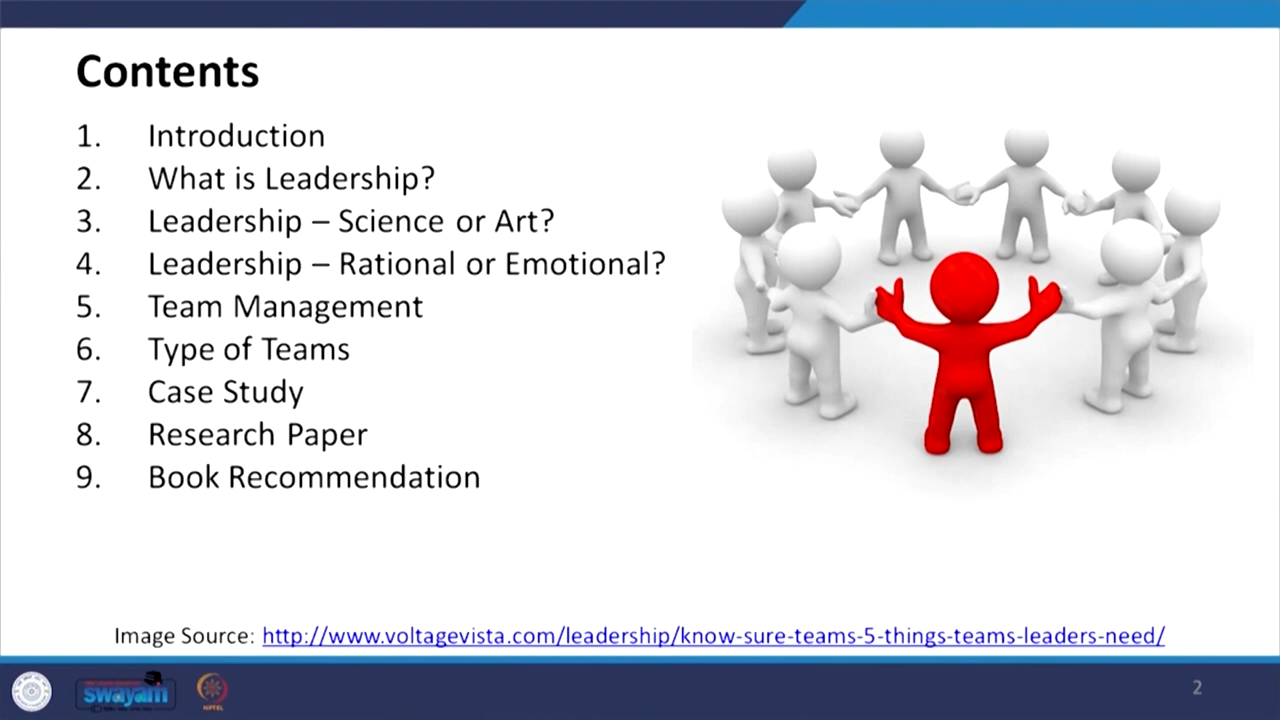 Contents
1. Introduction
2. What is Leadership?
3. Leadership – Science or Art?
4. Leadership – Rational or Emotional?
5. Team Management
6. Type of Teams
7. Case Study
8. Research Paper
9. Book Recommendation
Image Source: http://www.voltagevista.com/leadership/know-sure-teams-5-things-teams-leaders-need/
swayam
NPTEL
2